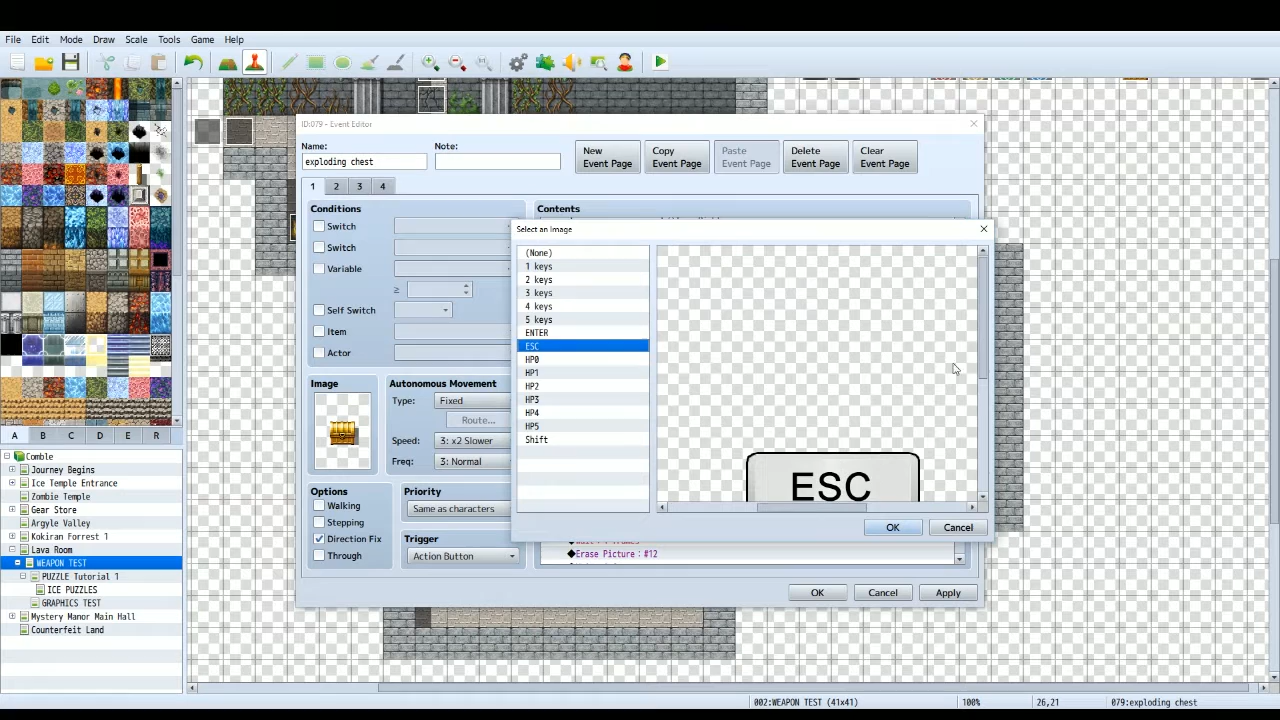 File Edit Mode Draw Scale Tools Game Help
ID:079 - Event Editor
Name: Note:
exploding chest
New Event Page
Copy Event Page
Paste Event Page
Delete Event Page
Clear Event Page
1 2 3 4
Conditions
Switch
Switch
Variable
≥
Self Switch
Item
Actor
Image
Autonomous Movement
Type: Fixed
Route...
Speed: 3: x2 Slower
Freq: 3: Normal
Options
Walking
Stepping
Direction Fix
Through
Priority
Same as characters
Trigger
Action Button
Contents
Select an Image
(None)
1 keys
2 keys
3 keys
4 keys
5 keys
ENTER
ESC
HP0
HP1
HP2
HP3
HP4
HP5
Shift
ESC
OK Cancel
◆Erase Picture：#12
OK Cancel Apply
A B C D E R
Comble
Journey Begins
Ice Temple Entrance
Zombie Temple
Gear Store
Argyle Valley
Kokiran Forrest 1
Lava Room
WEAPON TEST
PUZZLE Tutorial 1
ICE PUZZLES
GRAPHICS TEST
Mystery Manor Main Hall
Counterfeit Land
002:WEAPON TEST (41x41) 100% 26,21 079:exploding chest